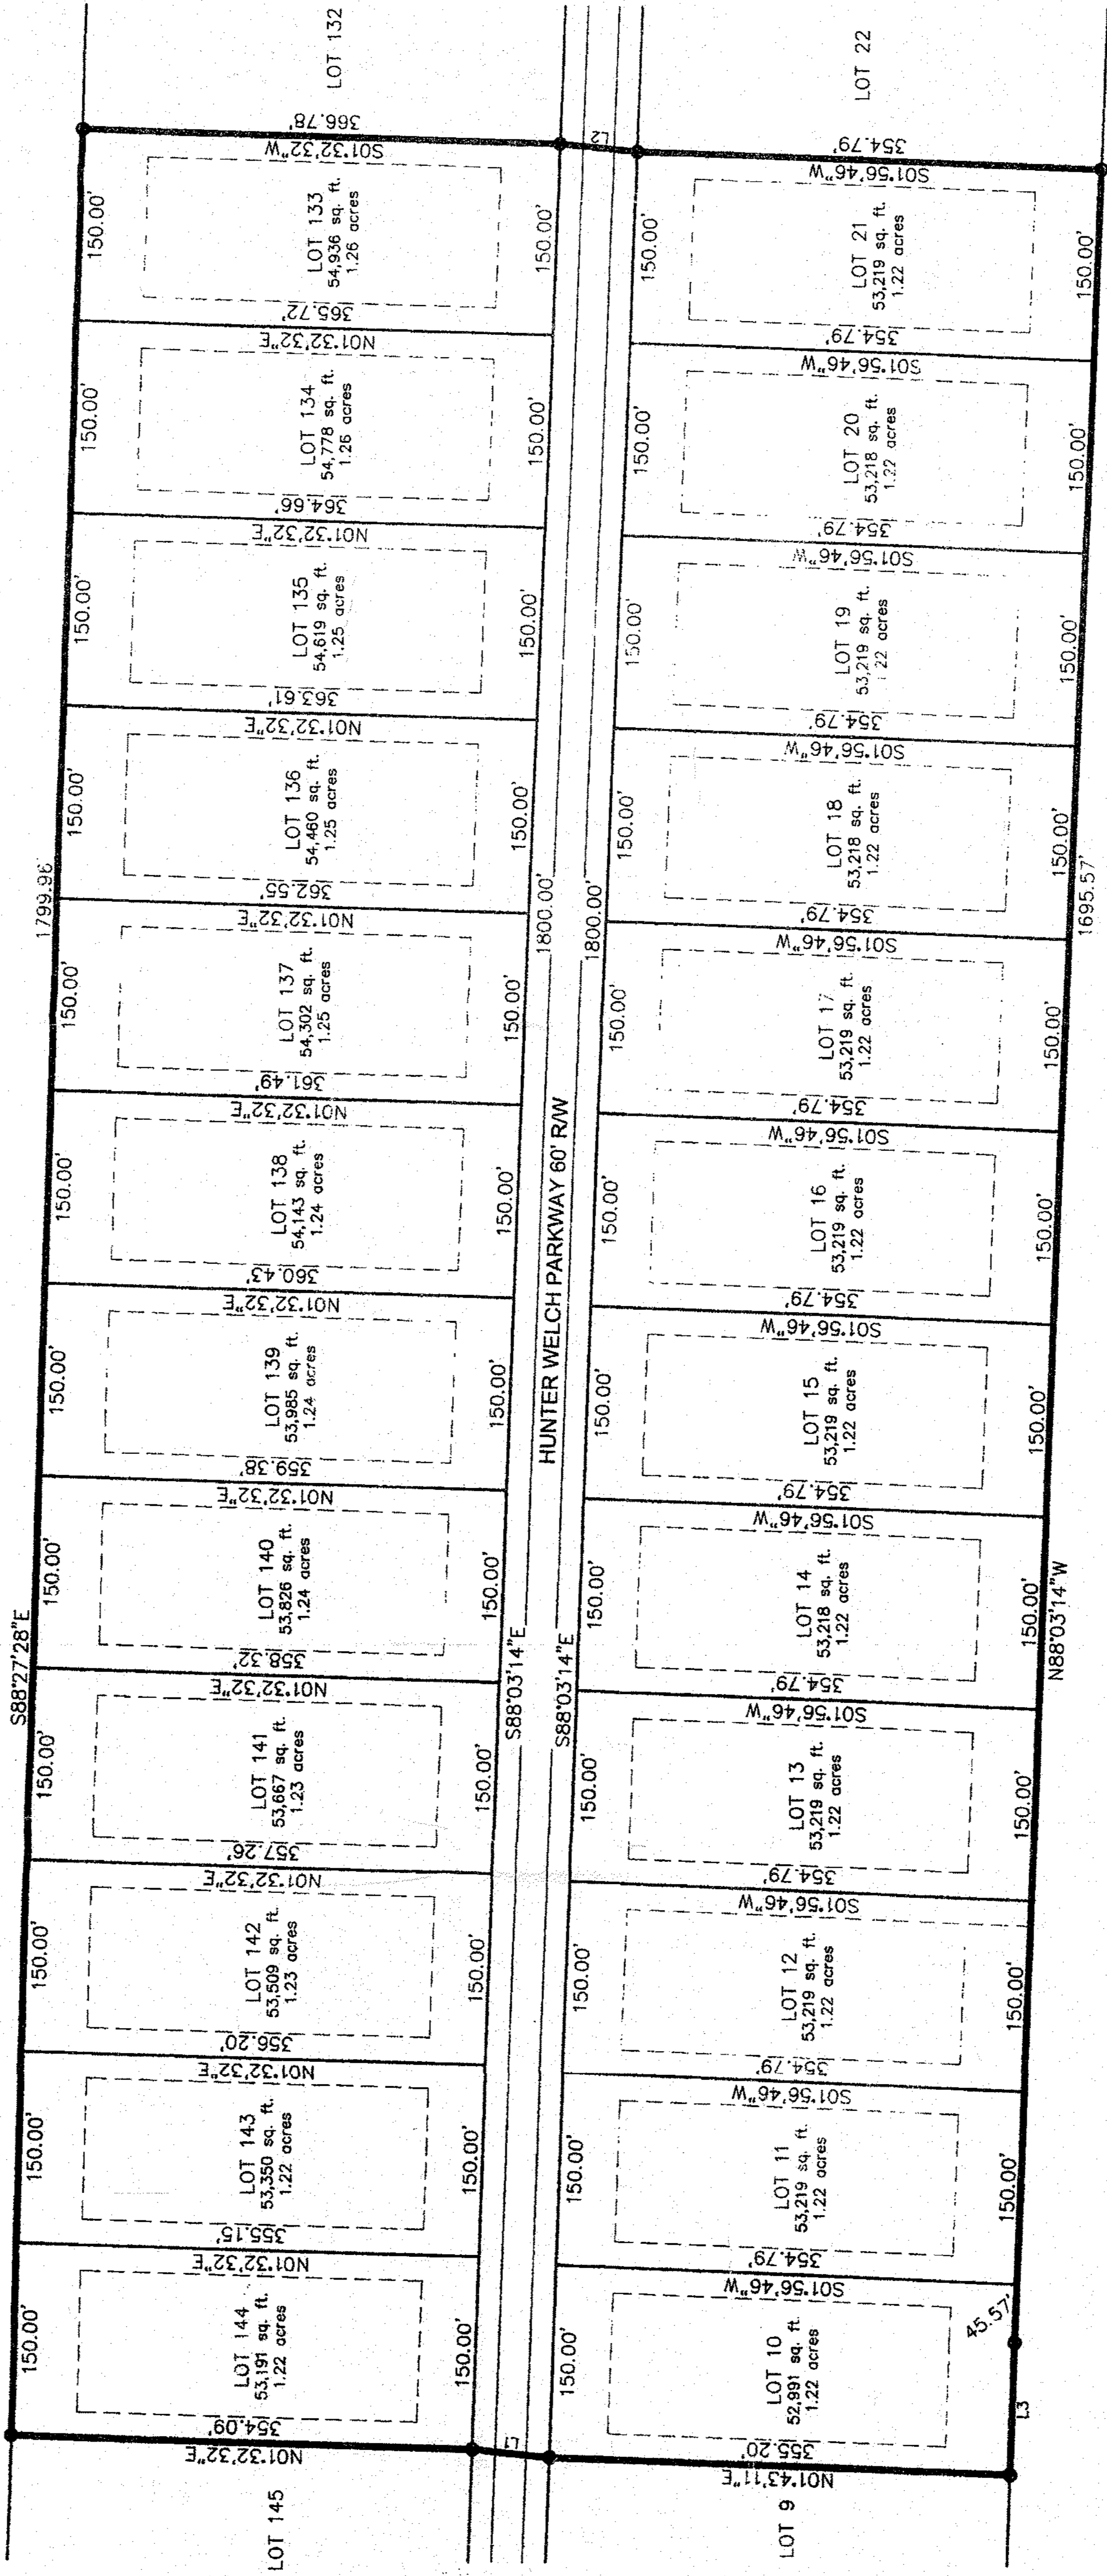 S88°27'28"E
1799.96'
LOT 145
N01°32'32"E
354.09'
150.00'
LOT 144
53,191 sq. ft.
1.22 acres
150.00'
N01°32'32"E
355.15'
150.00'
LOT 143
53,350 sq. ft.
1.22 acres
150.00'
N01°32'32"E
356.20'
150.00'
LOT 142
53,509 sq. ft.
1.23 acres
150.00'
N01°32'32"E
357.26'
150.00'
LOT 141
53,667 sq. ft.
1.23 acres
150.00'
N01°32'32"E
358.32'
150.00'
LOT 140
53,826 sq. ft.
1.24 acres
150.00'
N01°32'32"E
359.38'
150.00'
LOT 139
53,985 sq. ft.
1.24 acres
150.00'
N01°32'32"E
360.43'
150.00'
LOT 138
54,143 sq. ft.
1.24 acres
150.00'
N01°32'32"E
361.49'
150.00'
LOT 137
54,302 sq. ft.
1.25 acres
150.00'
N01°32'32"E
362.55'
150.00'
LOT 136
54,460 sq. ft.
1.25 acres
150.00'
N01°32'32"E
363.61'
150.00'
LOT 135
54,619 sq. ft.
1.25 acres
150.00'
N01°32'32"E
364.66'
150.00'
LOT 134
54,778 sq. ft.
1.26 acres
150.00'
N01°32'32"E
365.72'
150.00'
LOT 133
54,936 sq. ft.
1.26 acres
150.00'
S01°32'32"W
366.78'
LOT 132
L1
S88°03'14"E
1800.00'
HUNTER WELCH PARKWAY 60' R/W
S88°03'14"E
1800.00'
L2
LOT 9
N01°43'11"E
355.20'
150.00'
LOT 10
52,991 sq. ft.
1.22 acres
L3
45.57'
S01°56'46"W
354.79'
150.00'
LOT 11
53,219 sq. ft.
1.22 acres
150.00'
S01°56'46"W
354.79'
150.00'
LOT 12
53,219 sq. ft.
1.22 acres
150.00'
S01°56'46"W
354.79'
150.00'
LOT 13
53,219 sq. ft.
1.22 acres
150.00'
S01°56'46"W
354.79'
150.00'
LOT 14
53,218 sq. ft.
1.22 acres
150.00'
S01°56'46"W
354.79'
150.00'
LOT 15
53,219 sq. ft.
1.22 acres
150.00'
S01°56'46"W
354.79'
150.00'
LOT 16
53,219 sq. ft.
1.22 acres
150.00'
S01°56'46"W
354.79'
150.00'
LOT 17
53,219 sq. ft.
1.22 acres
150.00'
S01°56'46"W
354.79'
150.00'
LOT 18
53,218 sq. ft.
1.22 acres
150.00'
S01°56'46"W
354.79'
150.00'
LOT 19
53,219 sq. ft.
1.22 acres
150.00'
S01°56'46"W
354.79'
150.00'
LOT 20
53,218 sq. ft.
1.22 acres
150.00'
S01°56'46"W
354.79'
150.00'
LOT 21
53,219 sq. ft.
1.22 acres
150.00'
S01°56'46"W
354.79'
LOT 22
N88°03'14"W
1695.57'